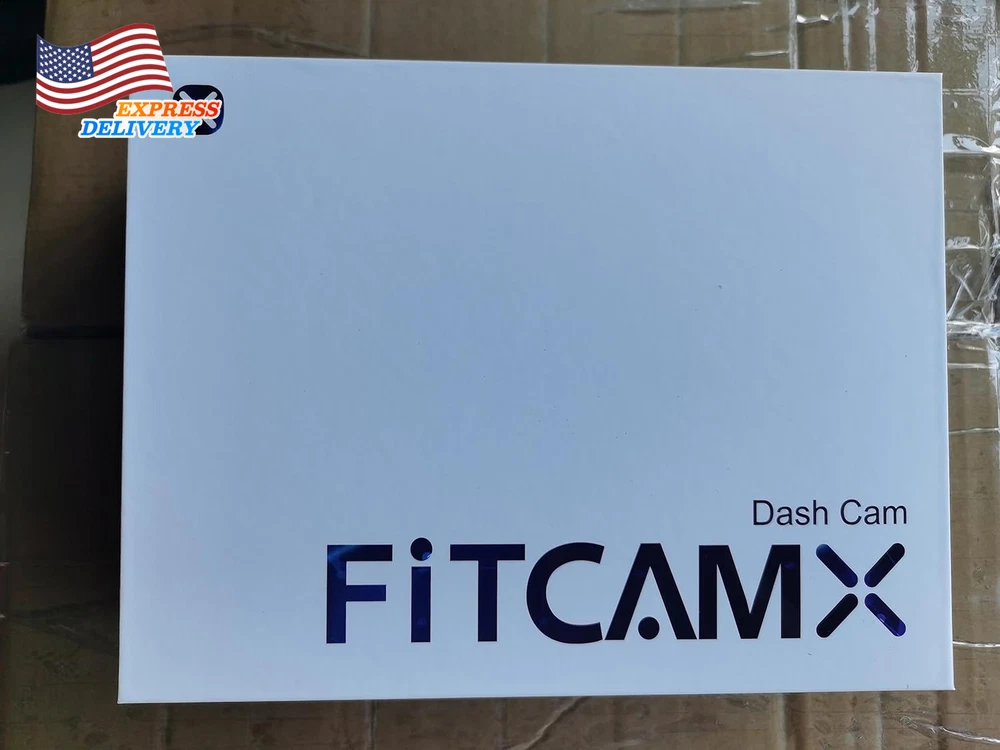 EXPRESS
DELIVERY
Dash Cam
FiTCAMX